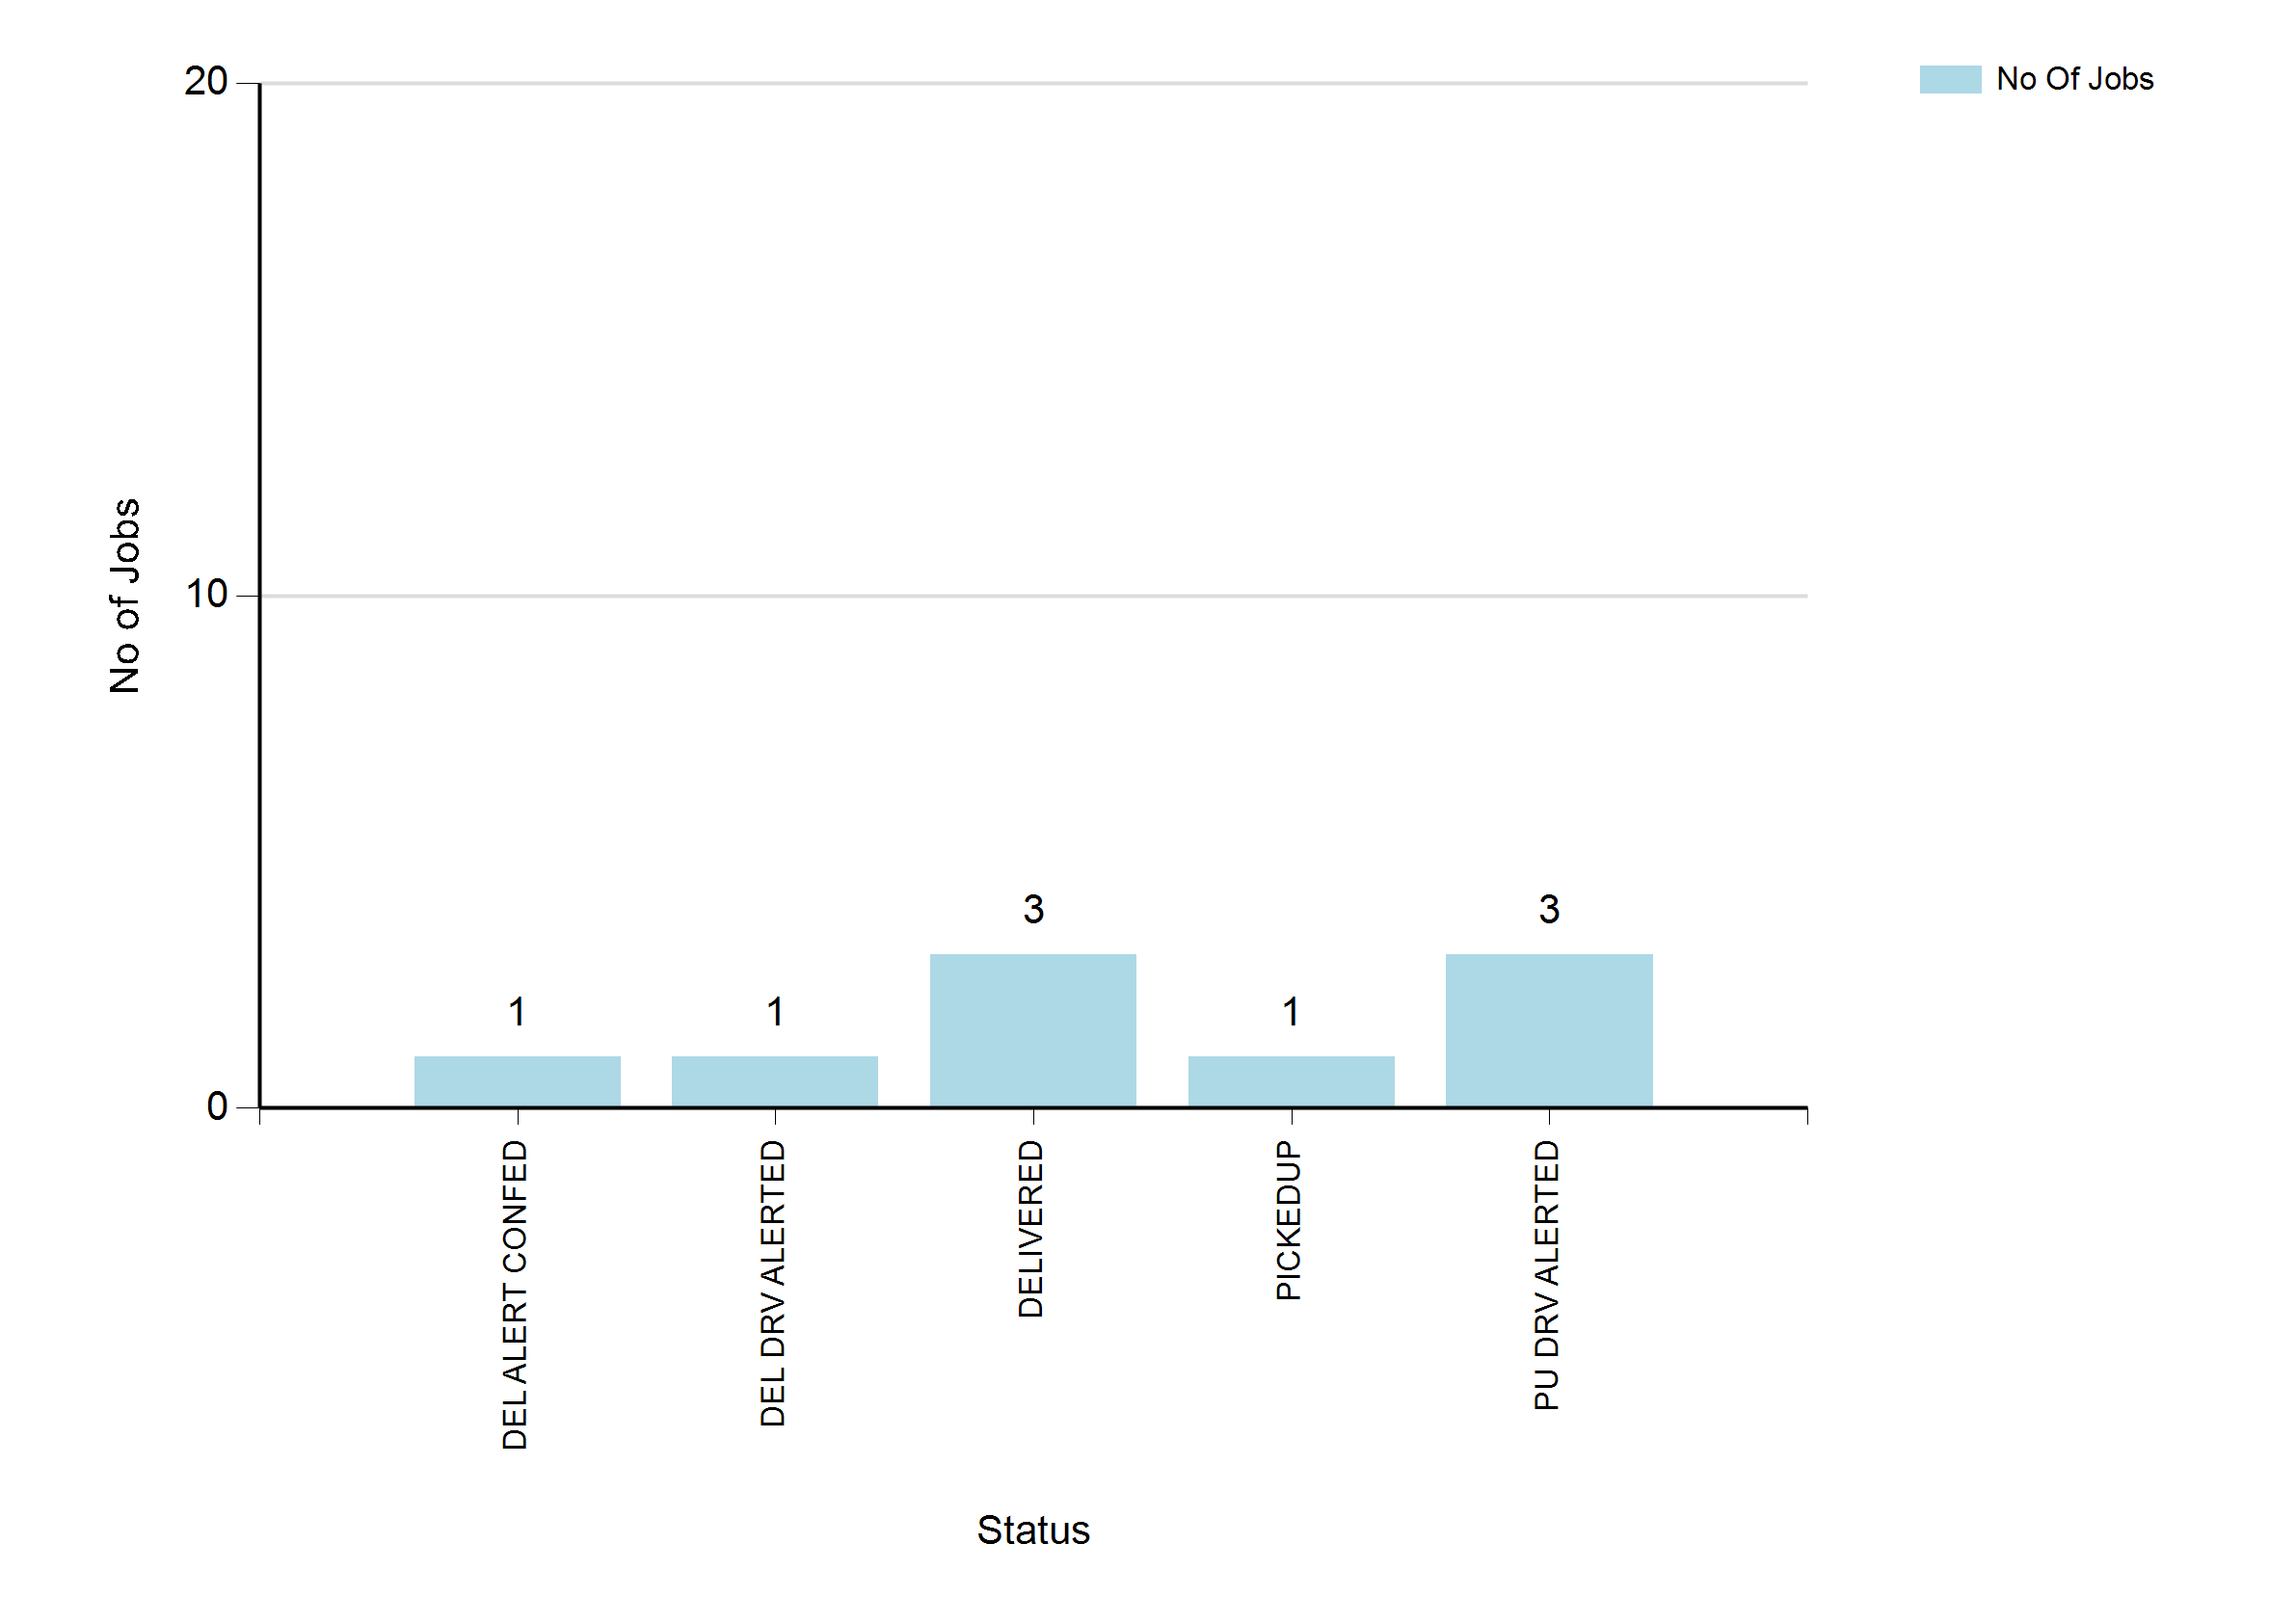 20
No Of Jobs
10
No of Jobs
3
3
1
1
1
0
DEL ALERT CONFED
DEL DRV ALERTED
DELIVERED
PICKEDUP
PU DRV ALERTED
Status